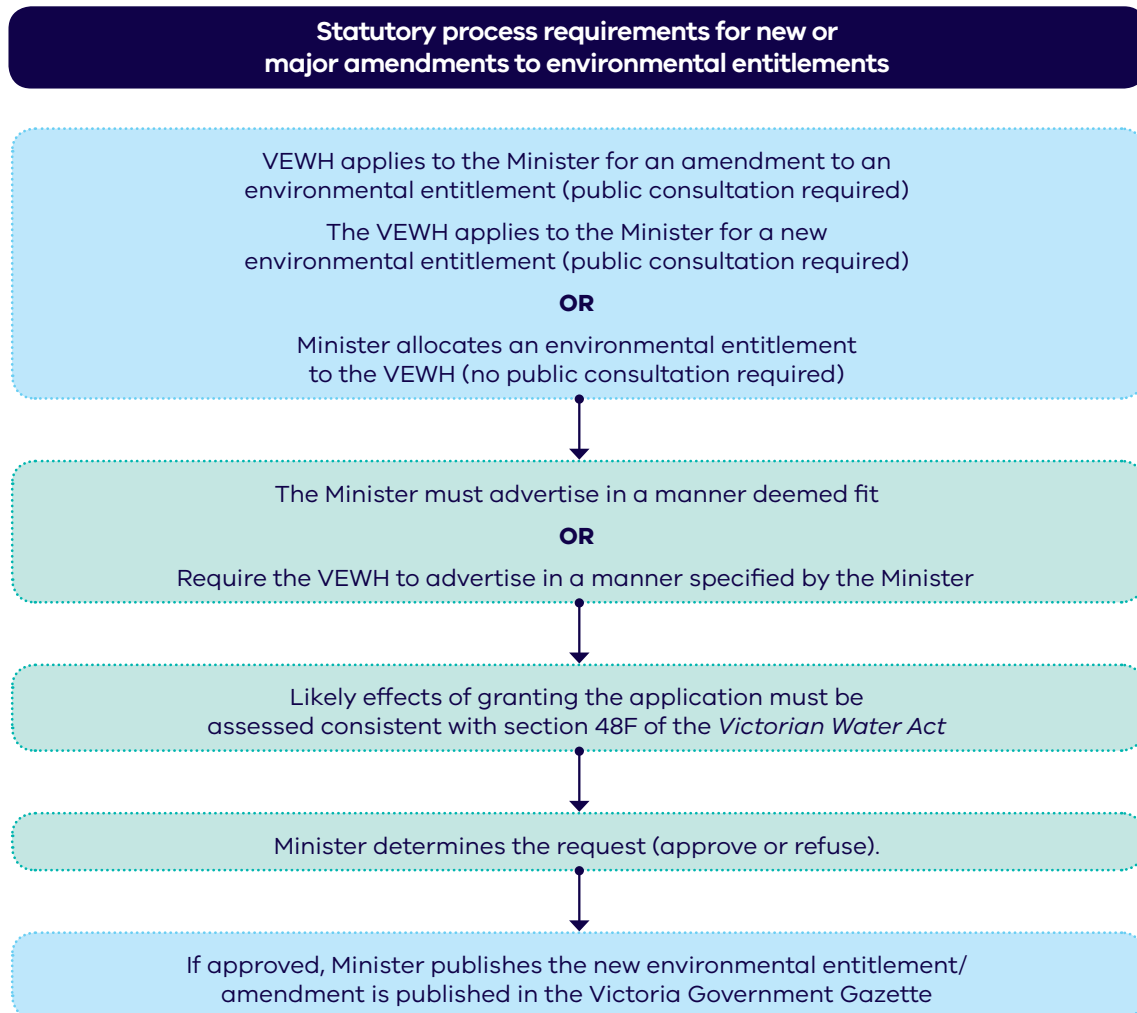 Statutory process requirements for new or
major amendments to environmental entitlements
VEWH applies to the Minister for an amendment to an
environmental entitlement (public consultation required)
The VEWH applies to the Minister for a new
environmental entitlement (public consultation required)
OR
Minister allocates an environmental entitlement
to the VEWH (no public consultation required)
The Minister must advertise in a manner deemed fit
OR
Require the VEWH to advertise in a manner specified by the Minister
Likely effects of granting the application must be
assessed consistent with section 48F of the Victorian Water Act
Minister determines the request (approve or refuse).
If approved, Minister publishes the new environmental entitlement/
amendment is published in the Victoria Government Gazette